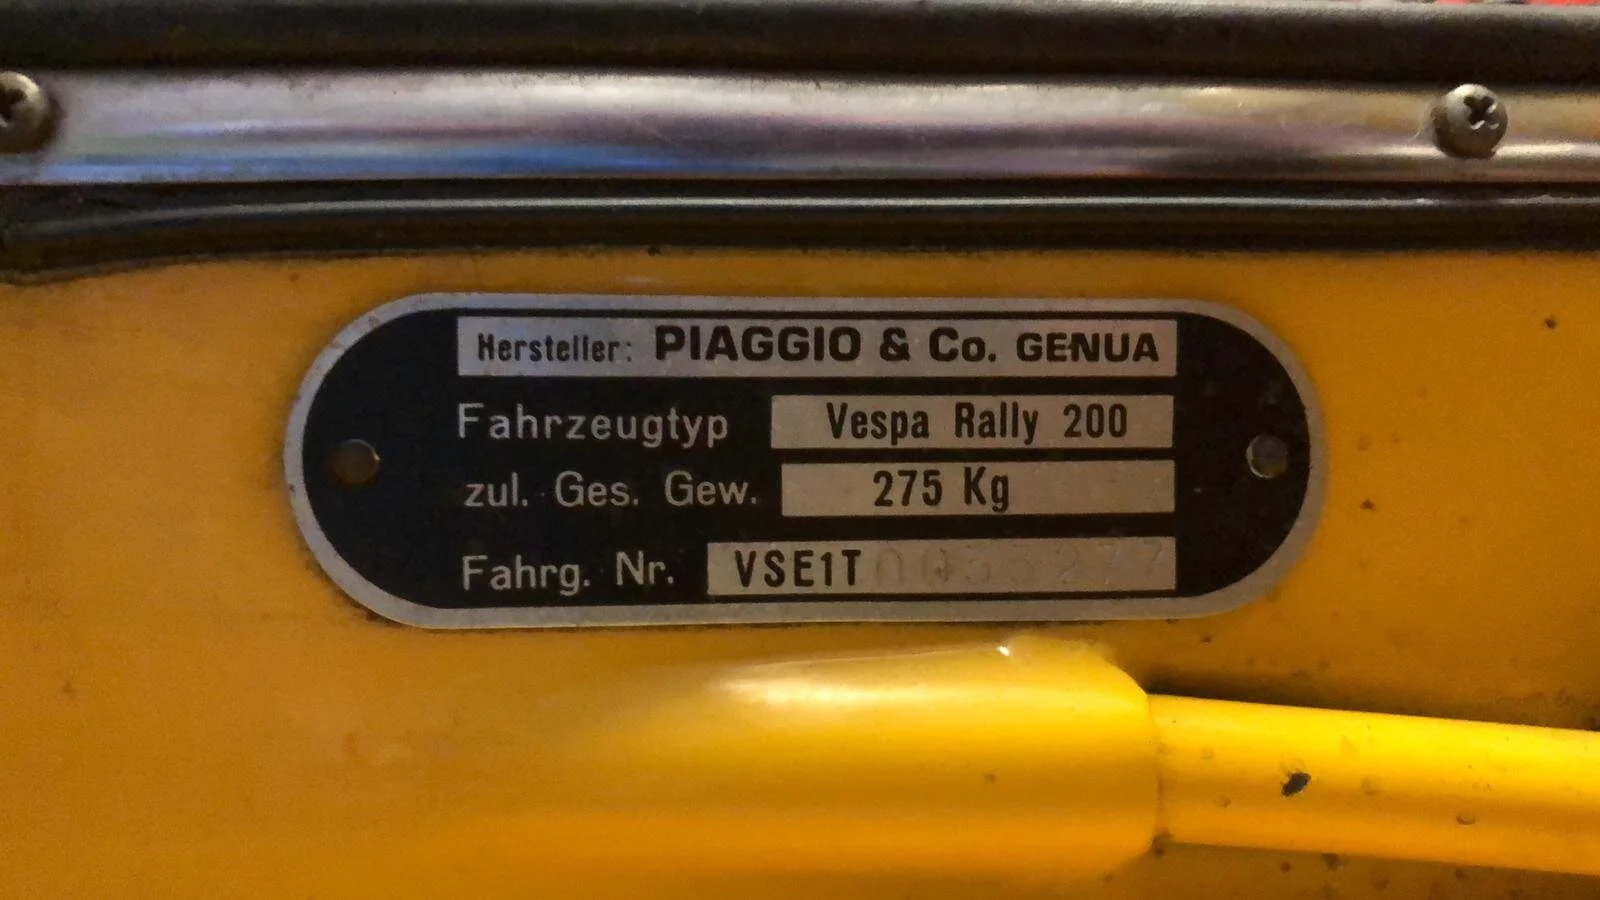 Hersteller: PIAGGIO & Co. GENUA
Fahrzeugtyp Vespa Rally 200
zul. Ges. Gew. 275 Kg
Fahrg. Nr. VSE1T